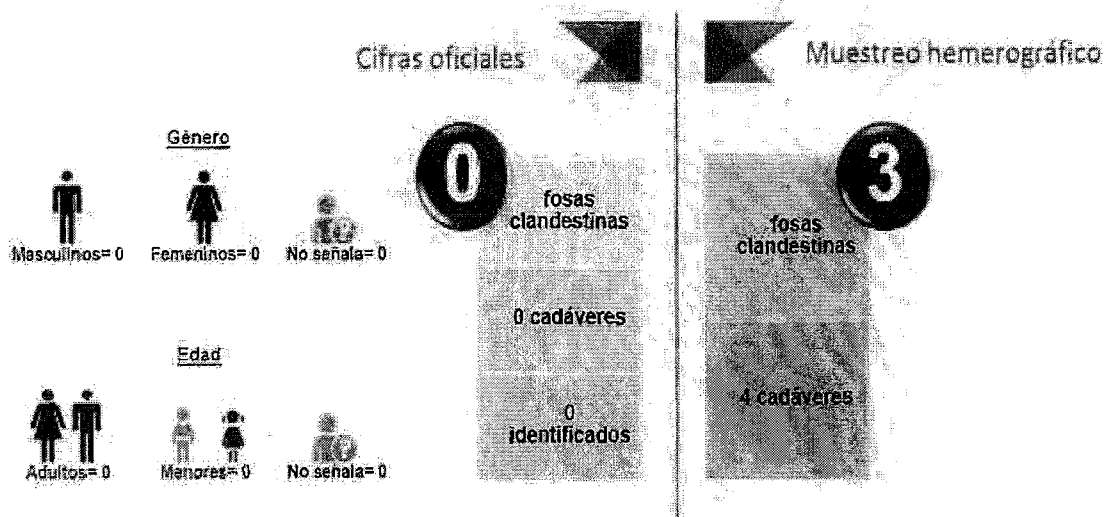 Cifras oficiales
Muestreo hemerográfico
Género
Masculinos= 0
Femeninos= 0
No señala= 0
Edad
Adultos= 0
Menores= 0
No señala= 0
0
fosas
clandestinas
0 cadáveres
0
identificados
3
fosas
clandestinas
4 cadáveres